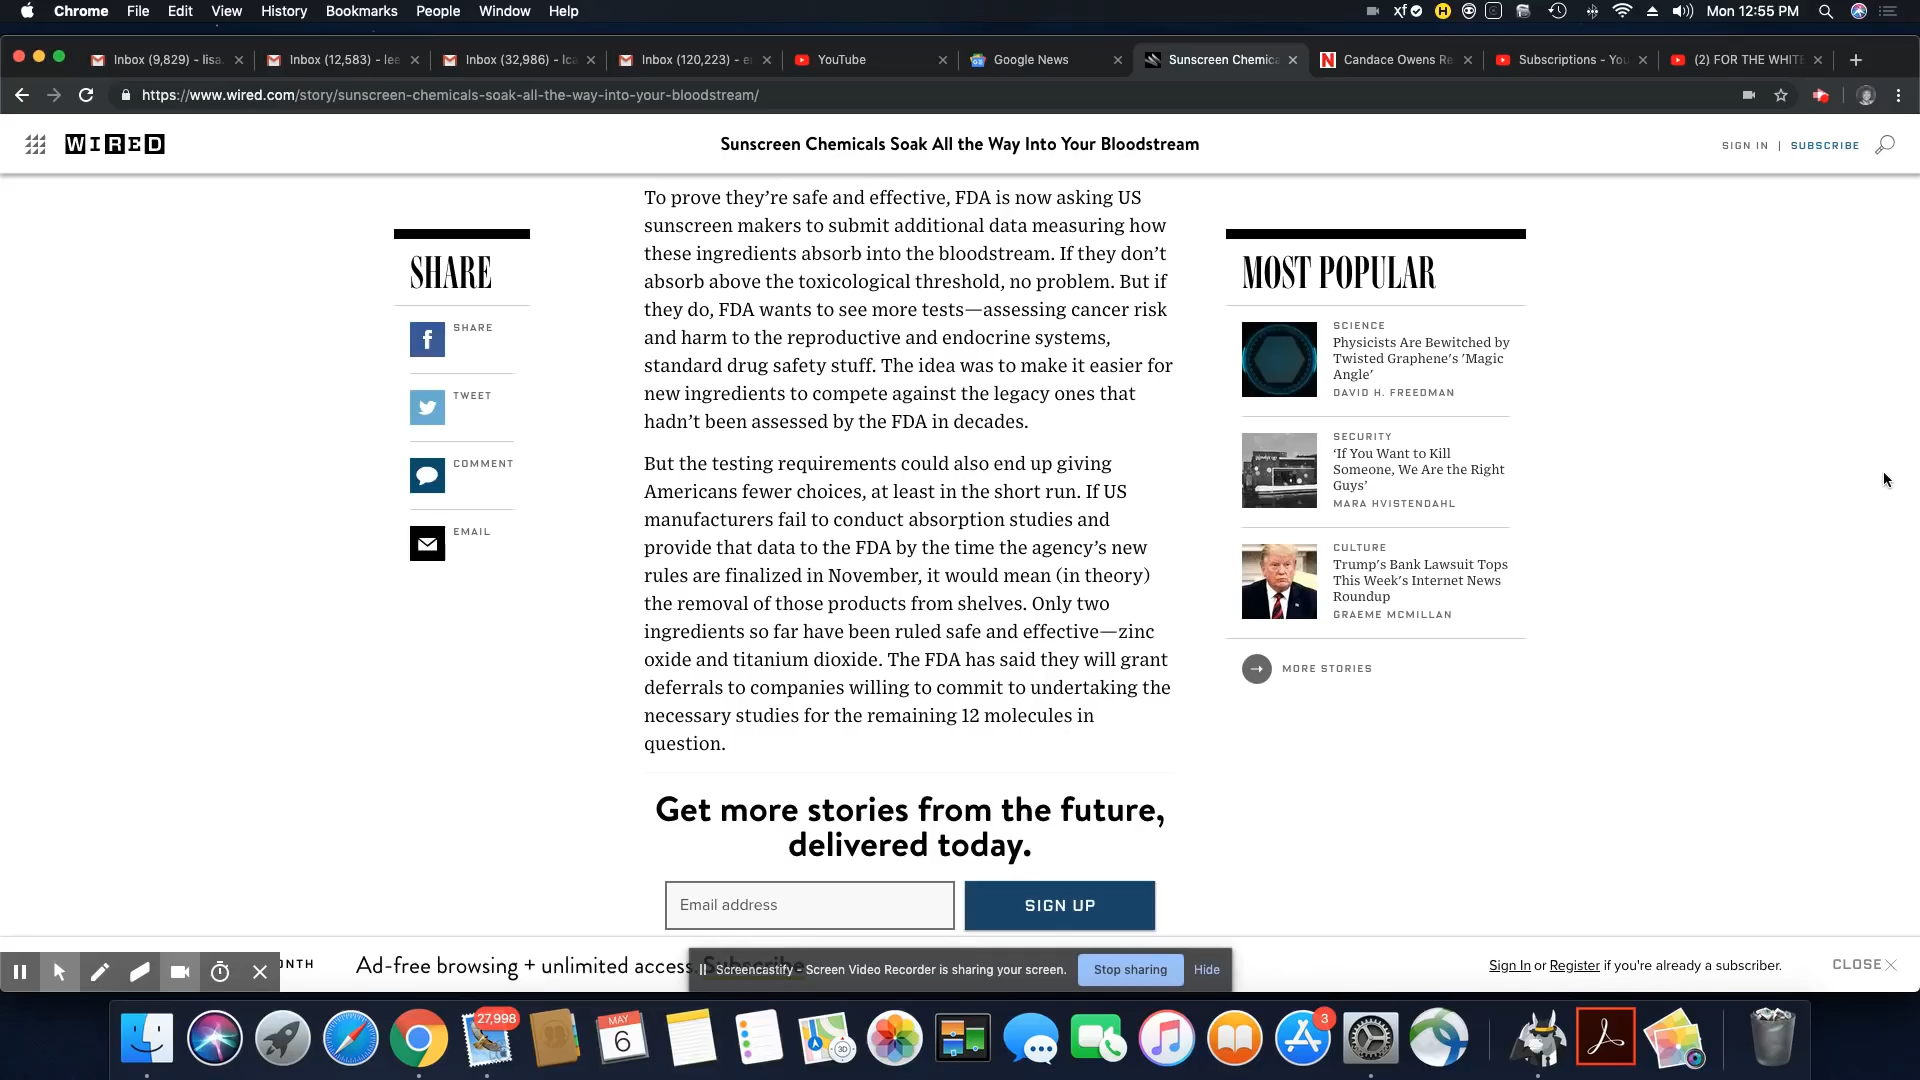 Chrome File Edit View History Bookmarks People Window Help
Mon 12:55 PM
Inbox (9,829) - lisa.
Inbox (12,583) - lee
Inbox (32,986) - lca
Inbox (120,223) - e
YouTube
Google News
Sunscreen Chemica
Candace Owens Re
Subscriptions - You
(2) FOR THE WHITE
https://www.wired.com/story/sunscreen-chemicals-soak-all-the-way-into-your-bloodstream/
WIRED
Sunscreen Chemicals Soak All the Way Into Your Bloodstream
SIGN IN | SUBSCRIBE
SHARE
SHARE
TWEET
COMMENT
EMAIL
To prove they’re safe and effective, FDA is now asking US
sunscreen makers to submit additional data measuring how
these ingredients absorb into the bloodstream. If they don’t
absorb above the toxicological threshold, no problem. But if
they do, FDA wants to see more tests—assessing cancer risk
and harm to the reproductive and endocrine systems,
standard drug safety stuff. The idea was to make it easier for
new ingredients to compete against the legacy ones that
hadn’t been assessed by the FDA in decades.
But the testing requirements could also end up giving
Americans fewer choices, at least in the short run. If US
manufacturers fail to conduct absorption studies and
provide that data to the FDA by the time the agency’s new
rules are finalized in November, it would mean (in theory)
the removal of those products from shelves. Only two
ingredients so far have been ruled safe and effective—zinc
oxide and titanium dioxide. The FDA has said they will grant
deferrals to companies willing to commit to undertaking the
necessary studies for the remaining 12 molecules in
question.
MOST POPULAR
SCIENCE
Physicists Are Bewitched by
Twisted Graphene's 'Magic
Angle'
DAVID H. FREEDMAN
SECURITY
‘If You Want to Kill
Someone, We Are the Right
Guys’
MARA HVISTENDAHL
CULTURE
Trump's Bank Lawsuit Tops
This Week's Internet News
Roundup
GRAEME MCMILLAN
MORE STORIES
Get more stories from the future,
delivered today.
Email address
SIGN UP
ONTH
Ad-free browsing + unlimited access. Subscribe
Screencastify - Screen Video Recorder is sharing your screen.
Stop sharing
Hide
Sign In or Register if you're already a subscriber.
CLOSE
27,998
MAY
6
3D
3